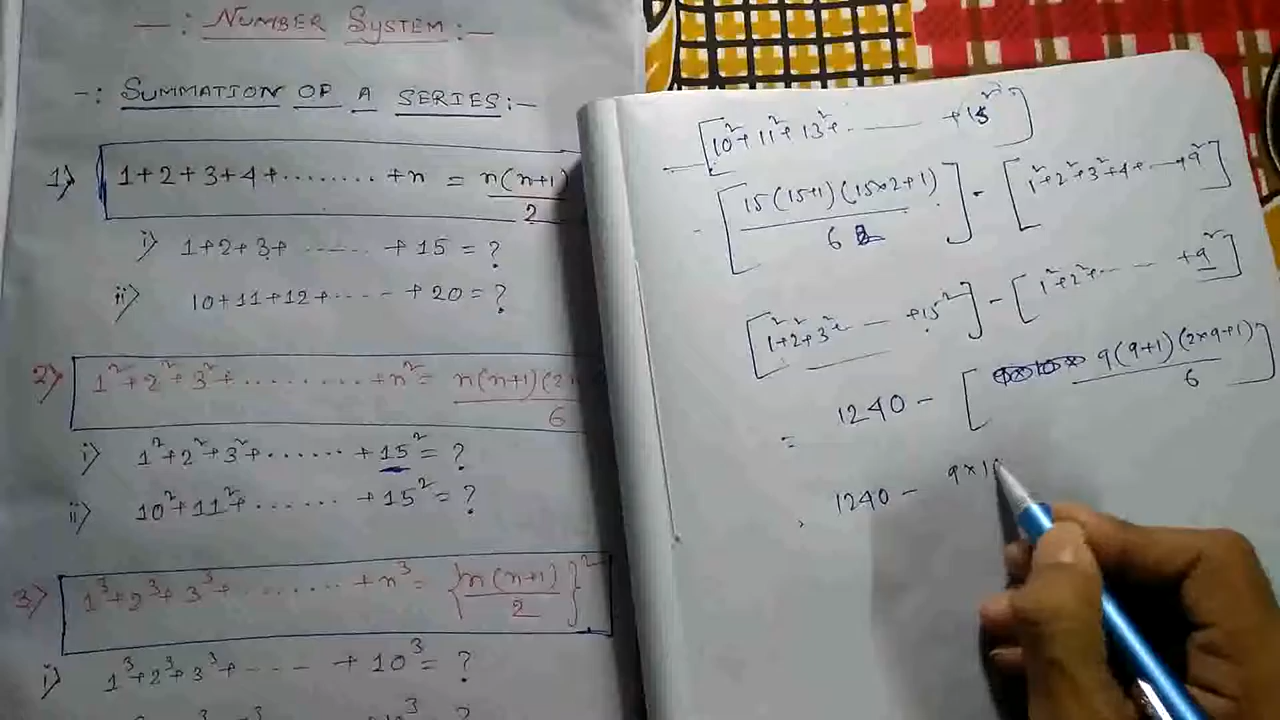 -: NUMBER SYSTEM :-
-: SUMMATION OF A SERIES :-
1) 1+2+3+4+........+n = n(n+1)/2
i) 1+2+3+ ...... +15 = ?
ii) 10+11+12+..... +20 = ?
2) 1²+2²+3²+.........+n² = n(n+1)(2 /6
i) 1²+2²+3²+...... +15² = ?
ii) 10²+11²+...... +15² = ?
3) 1³+2³+3³+........+n³ = {n(n+1)/2}²
i) 1³+2³+3³+---- +10³ = ?
[10²+11²+13²+...—— +15²]
[15(15+1)(15×2+1)/6] - [1²+2²+3²+4+...+9²]
[1²+2²+3²+ — +15²] - [1²+2²+.... +9²]
= 1240 - [9(9+1)(2×9+1)/6]
1240 - 9×10